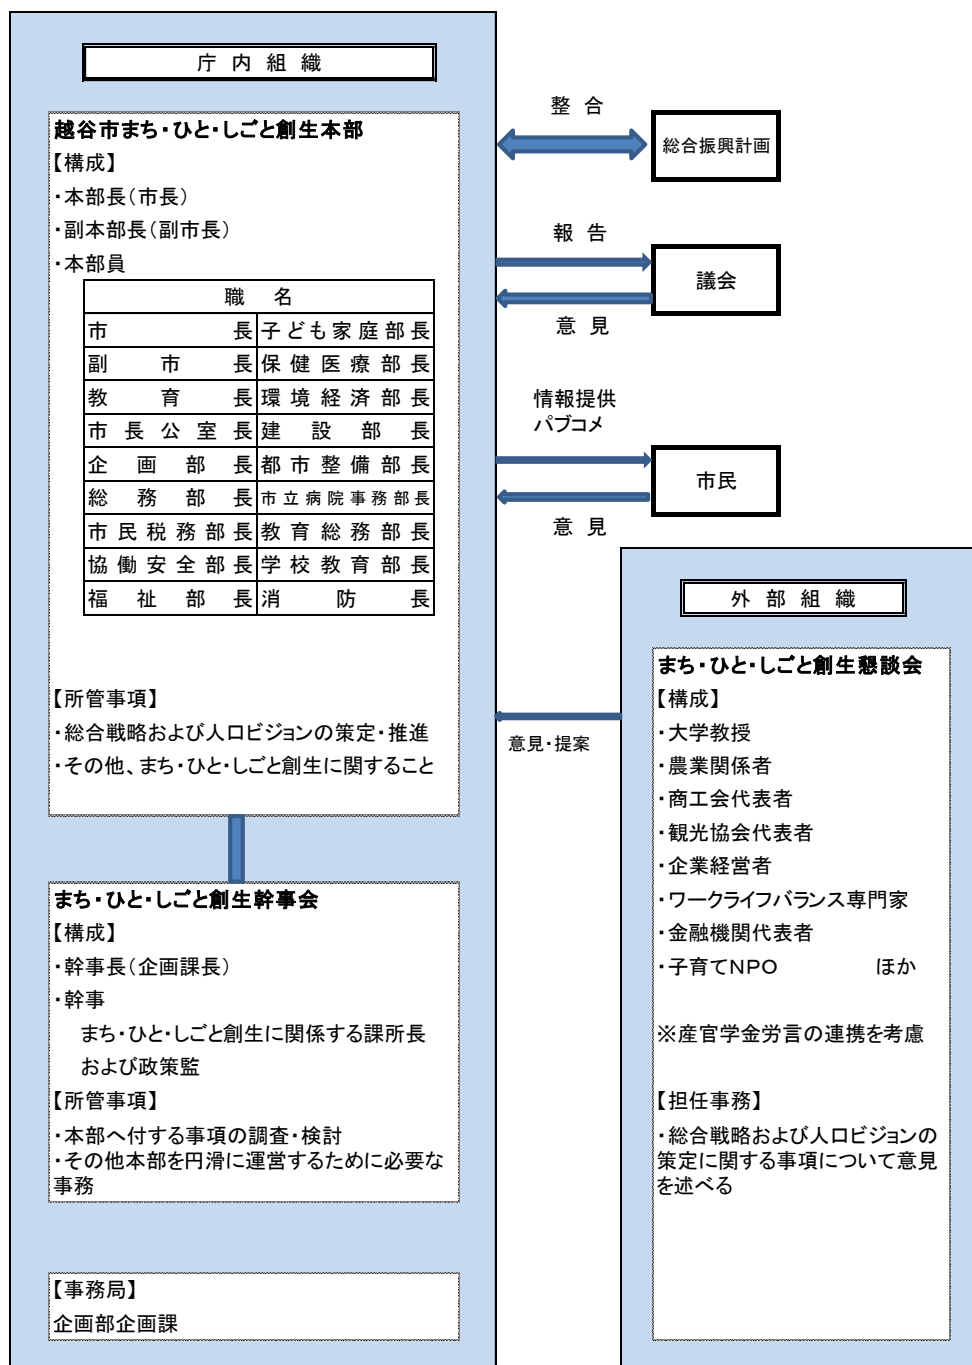 庁内組織
越谷市まち・ひと・しごと創生本部
【構成】
・本部長（市長）
・副本部長（副市長）
・本部員
職　名
市長 子ども家庭部長
副市長 保健医療部長
教育長 環境経済部長
市長公室長 建設部長
企画部長 都市整備部長
総務部長 市立病院事務部長
市民税務部長 教育総務部長
協働安全部長 学校教育部長
福祉部長 消防長
【所管事項】
・総合戦略および人口ビジョンの策定・推進
・その他、まち・ひと・しごと創生に関すること
まち・ひと・しごと創生幹事会
【構成】
・幹事長（企画課長）
・幹事
まち・ひと・しごと創生に関係する課所長
および政策監
【所管事項】
・本部へ付する事項の調査・検討
・その他本部を円滑に運営するために必要な
事務
【事務局】
企画部企画課
整合
総合振興計画
報告
議会
意見
情報提供
パブコメ
市民
意見
意見・提案
外部組織
まち・ひと・しごと創生懇談会
【構成】
・大学教授
・農業関係者
・商工会代表者
・観光協会代表者
・企業経営者
・ワークライフバランス専門家
・金融機関代表者
・子育てＮＰＯ　ほか
※産官学金労言の連携を考慮
【担任事務】
・総合戦略および人口ビジョンの
策定に関する事項について意見
を述べる